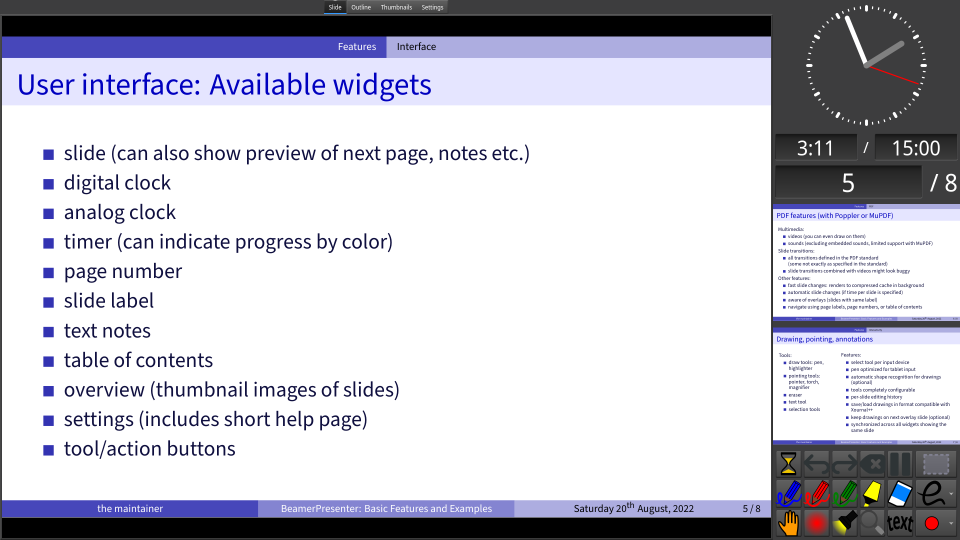 Slide Outline Thumbnails Settings
Features Interface
User interface: Available widgets
slide (can also show preview of next page, notes etc.)
digital clock
analog clock
timer (can indicate progress by color)
page number
slide label
text notes
table of contents
overview (thumbnail images of slides)
settings (includes short help page)
tool/action buttons
the maintainer BeamerPresenter: Basic Features and Examples Saturday 20th August, 2022 5 / 8
3:11 / 15:00
5 / 8
PDF features (with Poppler or MuPDF)
Multimedia:
videos (you can even draw on them)
sounds (excluding embedded sounds, limited support with MuPDF)
Slide transitions:
all transitions defined in the PDF standard
(some not exactly as specified in the standard)
slide transitions combined with videos might look buggy
Other features:
fast slide changes: renders to compressed cache in background
automatic slide changes (if time per slide is specified)
aware of overlays (slides with same label)
navigate using page labels, page numbers, or table of contents
Drawing, pointing, annotations
Tools:
draw tools: pen,
highlighter
pointing tools:
pointer, torch,
magnifier
eraser
text tool
selection tools
Features:
select tool per input device
pen optimized for tablet input
automatic shape recognition for drawings
(optional)
tools completely configurable
per-slide editing history
save/load drawings in format compatible with
Xournal++
keep drawings on next overlay slide (optional)
synchronized across all widgets showing the
same slide
text